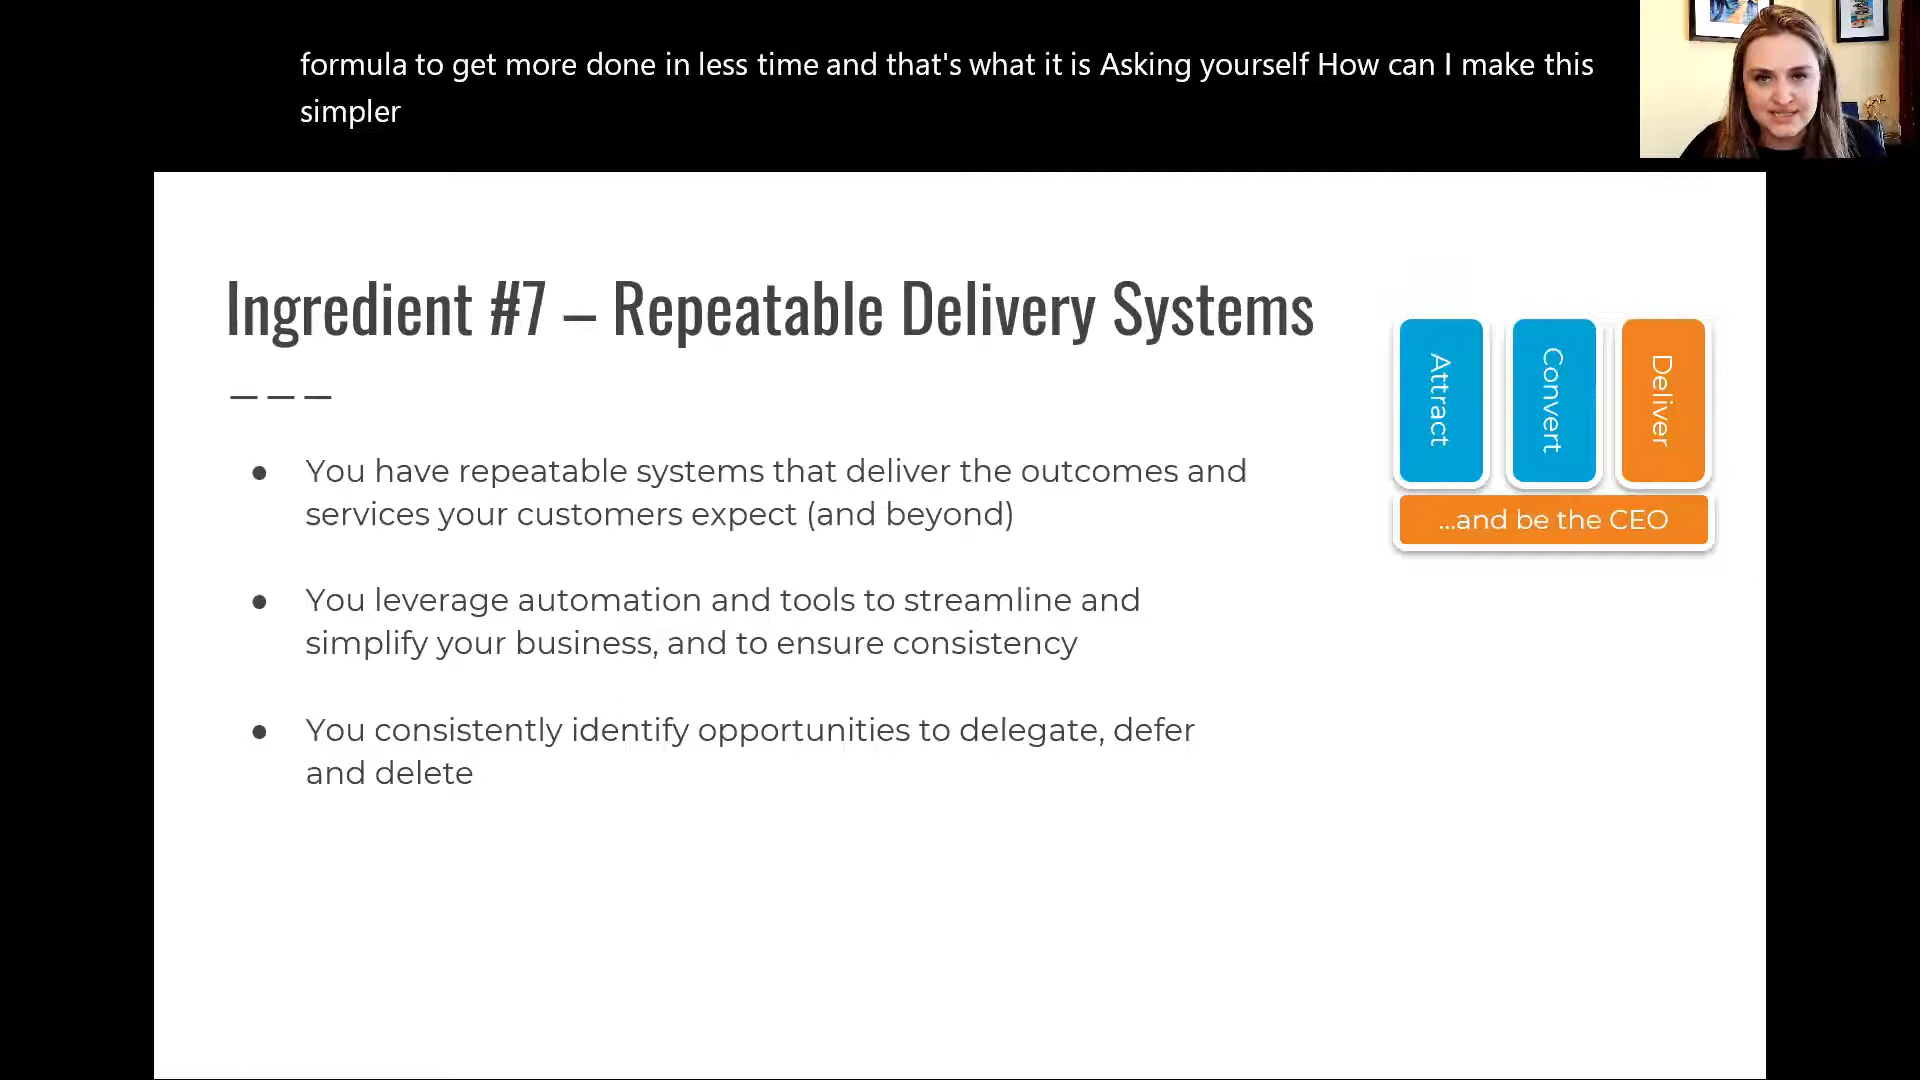 formula to get more done in less time and that's what it is Asking yourself How can I make this
simpler
Ingredient #7 – Repeatable Delivery Systems
● You have repeatable systems that deliver the outcomes and
services your customers expect (and beyond)
● You leverage automation and tools to streamline and
simplify your business, and to ensure consistency
● You consistently identify opportunities to delegate, defer
and delete
Attract
Convert
Deliver
...and be the CEO